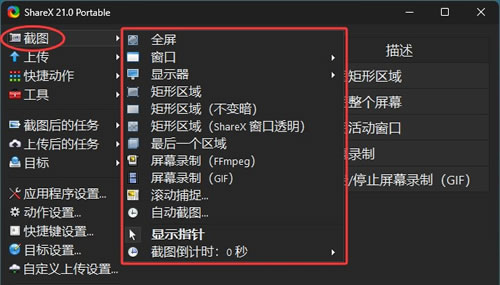 ShareX 21.0 Portable
截图
上传
快捷动作
工具
截图后的任务
上传后的任务
目标
应用程序设置...
动作设置...
快捷键设置...
目标设置...
自定义上传设置...
全屏
窗口
显示器
矩形区域
矩形区域（不变暗）
矩形区域（ShareX 窗口透明）
最后一个区域
屏幕录制（FFmpeg）
屏幕录制（GIF）
滚动捕捉...
自动截图...
显示指针
截图倒计时：0 秒
描述
矩形区域
整个屏幕
活动窗口
录制
/停止屏幕录制（GIF）